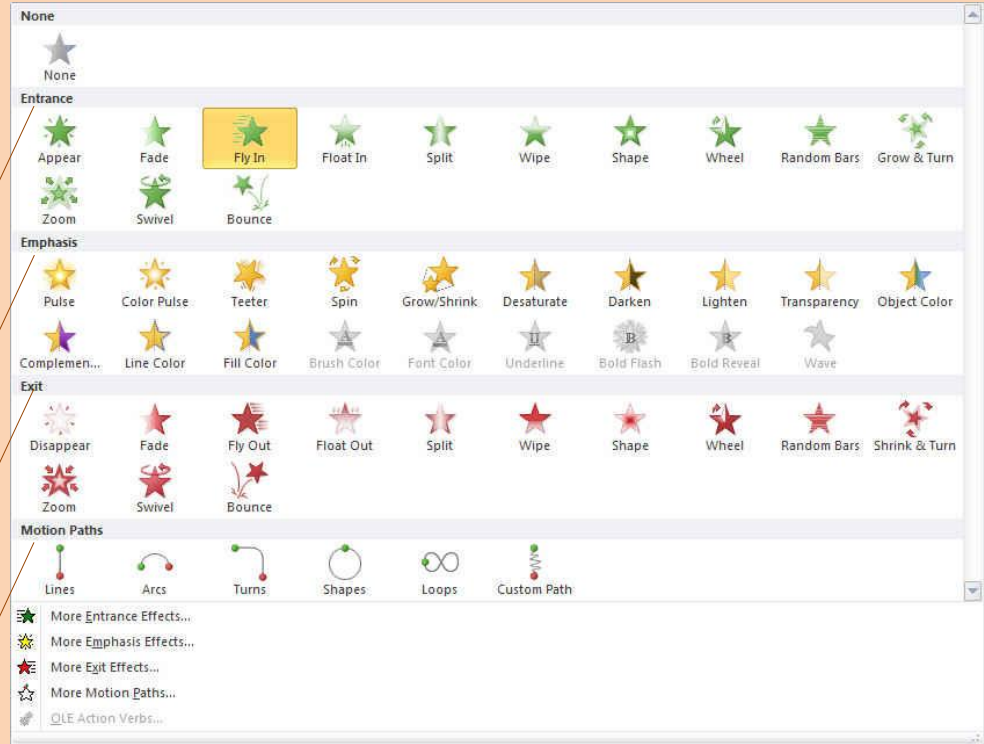 None
None
Entrance
Appear Fade Fly In Float In Split Wipe Shape Wheel Random Bars Grow & Turn
Zoom Swivel Bounce
Emphasis
Pulse Color Pulse Teeter Spin Grow/Shrink Desaturate Darken Lighten Transparency Object Color
Complemen... Line Color Fill Color Brush Color Font Color Underline Bold Flash Bold Reveal Wave
Exit
Disappear Fade Fly Out Float Out Split Wipe Shape Wheel Random Bars Shrink & Turn
Zoom Swivel Bounce
Motion Paths
Lines Arcs Turns Shapes Loops Custom Path
More Entrance Effects...
More Emphasis Effects...
More Exit Effects...
More Motion Paths...
OLE Action Verbs...